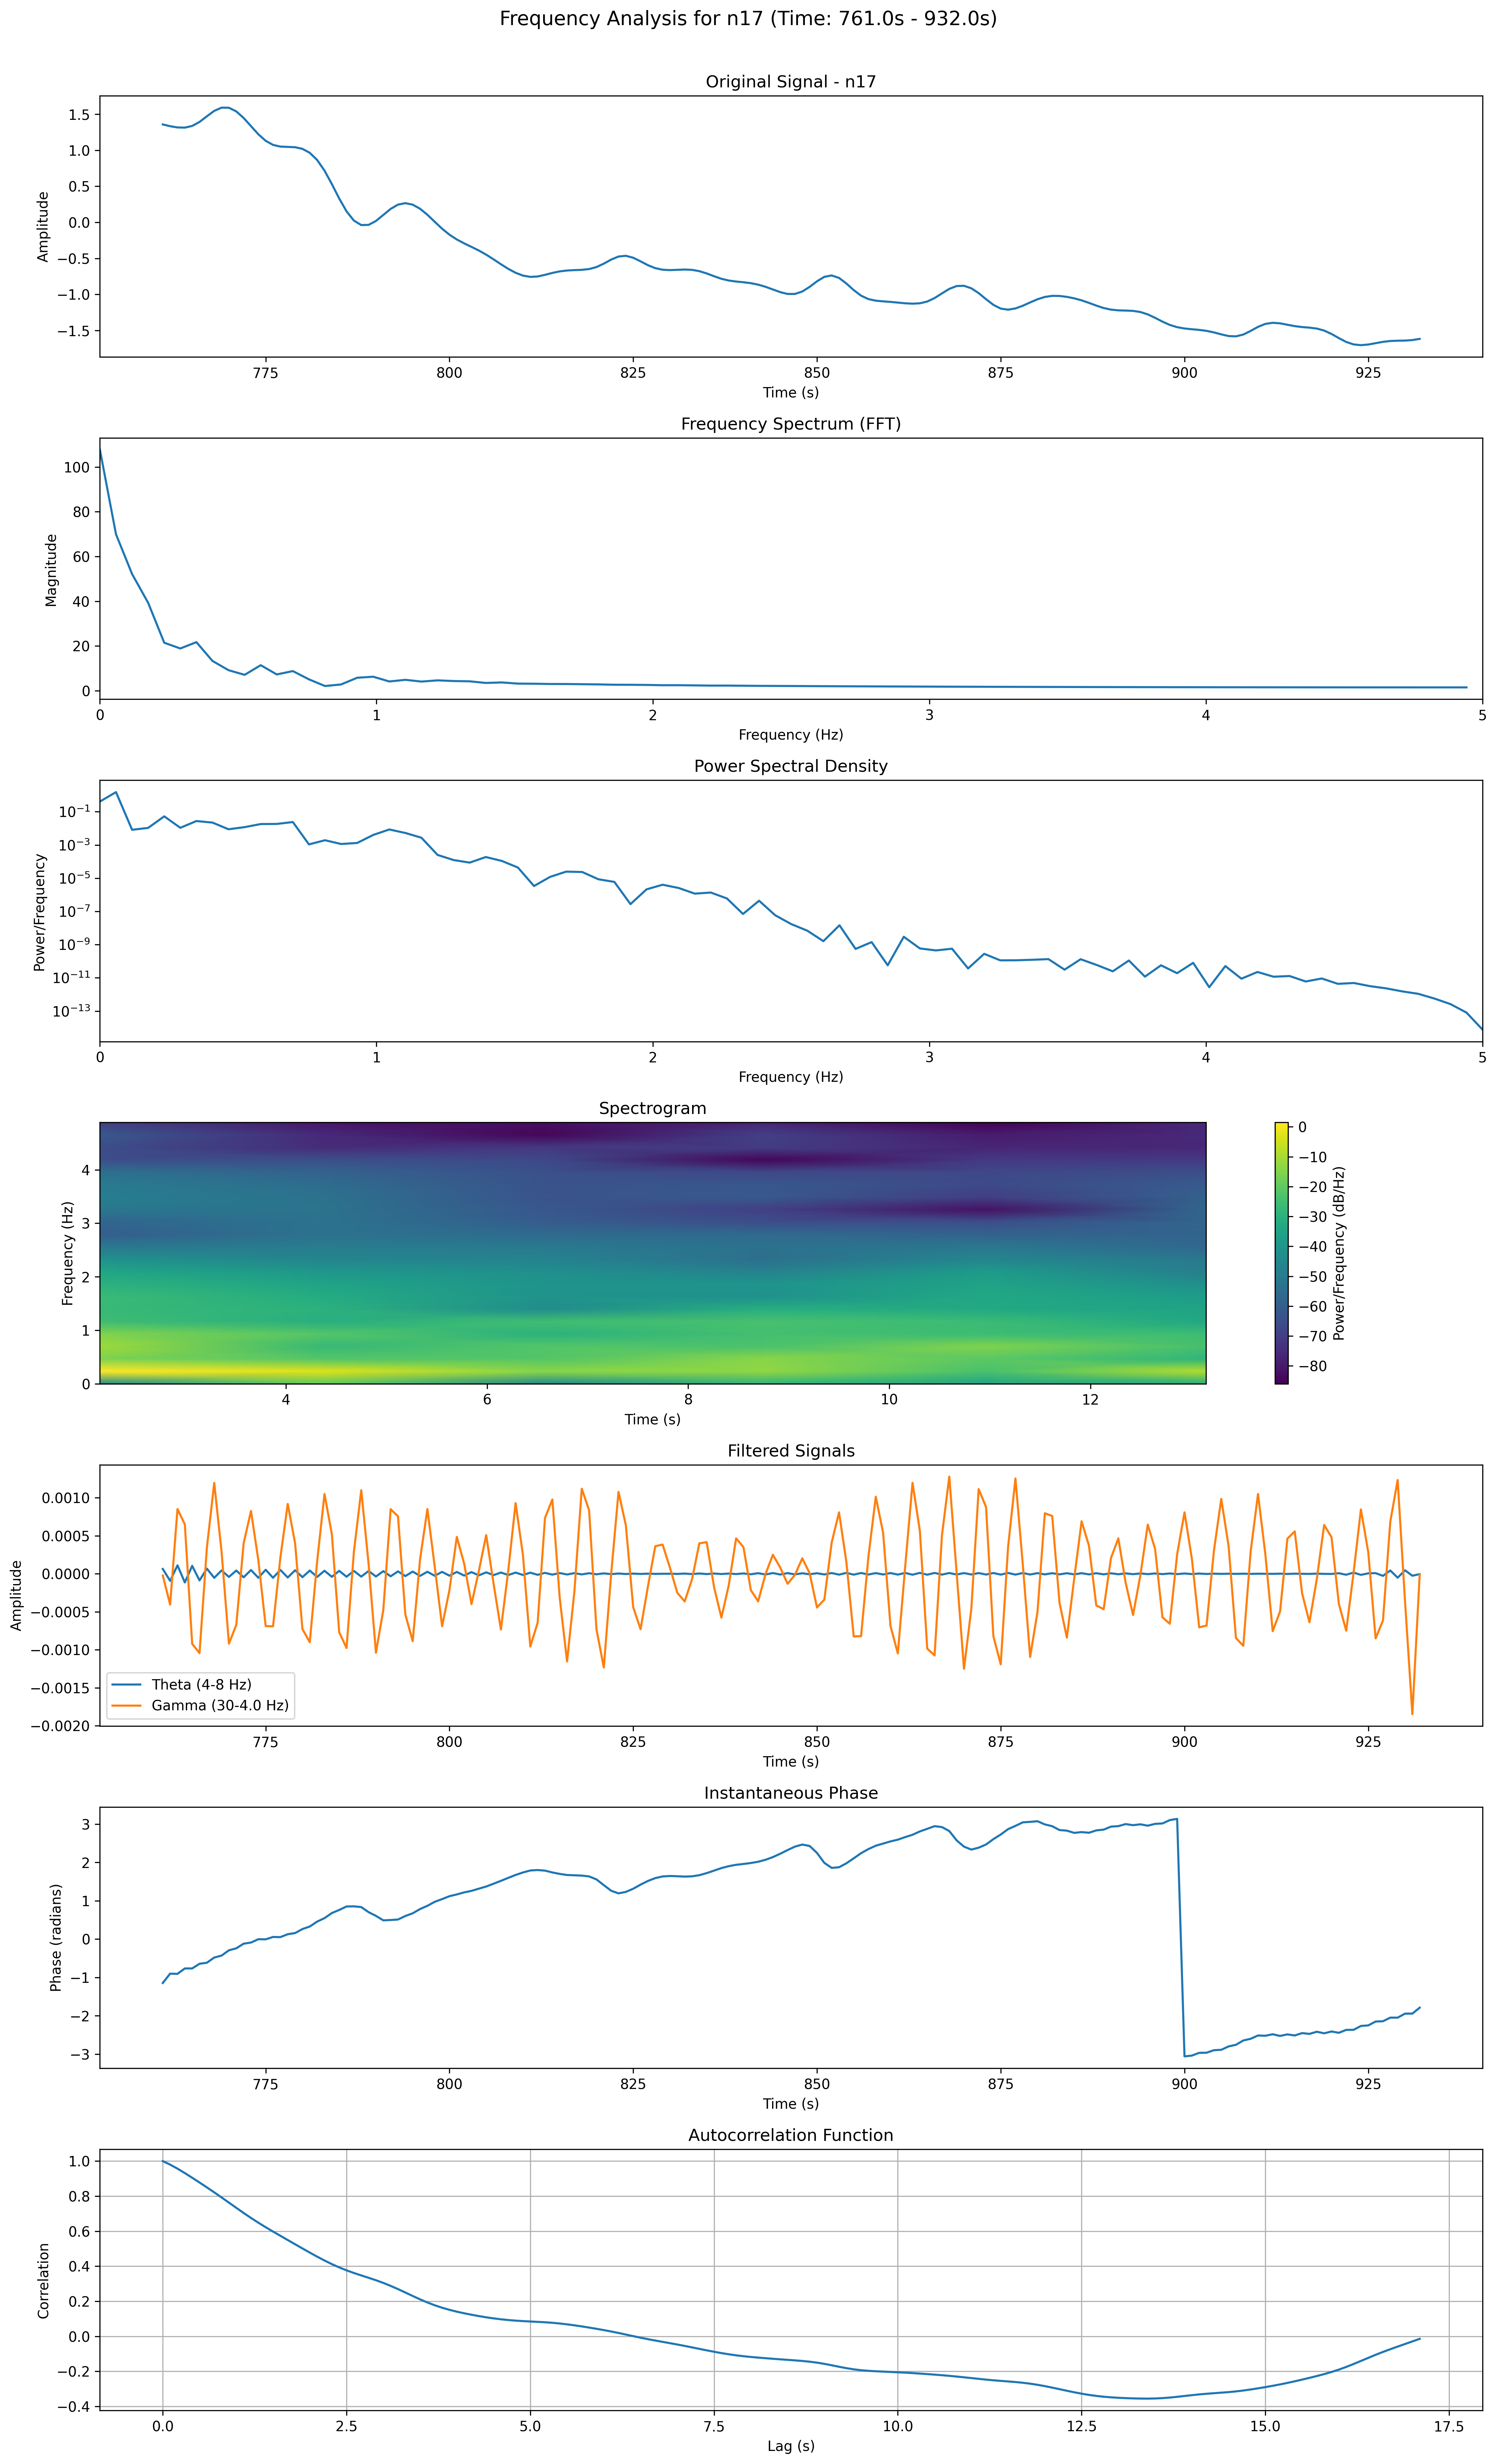 Frequency Analysis for n17 (Time: 761.0s - 932.0s)
Original Signal - n17
1.5
1.0
0.5
0.0
−0.5
−1.0
−1.5
Amplitude
775 800 825 850 875 900 925
Time (s)
Frequency Spectrum (FFT)
100
80
60
40
20
0
Magnitude
0 1 2 3 4 5
Frequency (Hz)
Power Spectral Density
10⁻¹
10⁻³
10⁻⁵
10⁻⁷
10⁻⁹
10⁻¹¹
10⁻¹³
Power/Frequency
0 1 2 3 4 5
Frequency (Hz)
Spectrogram
4
3
2
1
0
Frequency (Hz)
4 6 8 10 12
Time (s)
0
−10
−20
−30
−40
−50
−60
−70
−80
Power/Frequency (dB/Hz)
Filtered Signals
0.0010
0.0005
0.0000
−0.0005
−0.0010
−0.0015
−0.0020
Amplitude
Theta (4-8 Hz)
Gamma (30-4.0 Hz)
775 800 825 850 875 900 925
Time (s)
Instantaneous Phase
3
2
1
0
−1
−2
−3
Phase (radians)
775 800 825 850 875 900 925
Time (s)
Autocorrelation Function
1.0
0.8
0.6
0.4
0.2
0.0
−0.2
−0.4
Correlation
0.0 2.5 5.0 7.5 10.0 12.5 15.0 17.5
Lag (s)